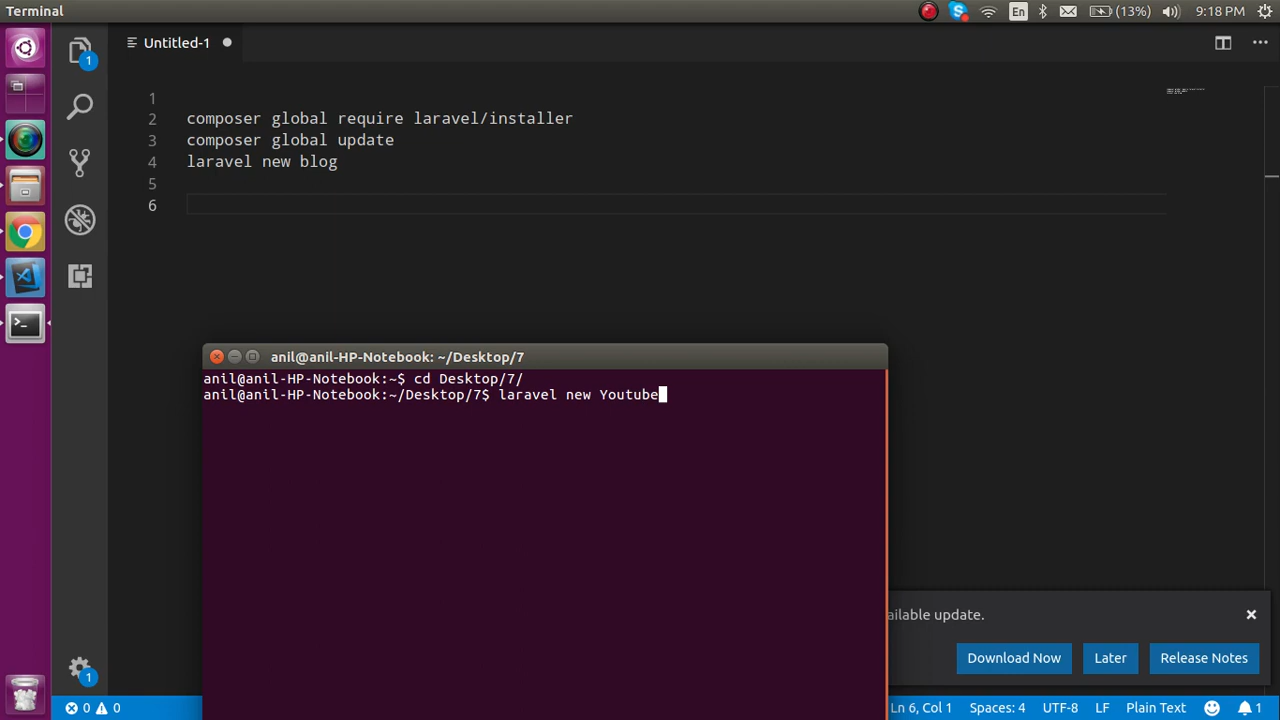 Terminal
En
(13%)
9:18 PM
1
Untitled-1
1
2 composer global require laravel/installer
3 composer global update
4 laravel new blog
5
6
anil@anil-HP-Notebook: ~/Desktop/7
anil@anil-HP-Notebook:~$ cd Desktop/7/
anil@anil-HP-Notebook:~/Desktop/7$ laravel new Youtube
ailable update.
Download Now
Later
Release Notes
1
0
0
Ln 6, Col 1
Spaces: 4
UTF-8
LF
Plain Text
1